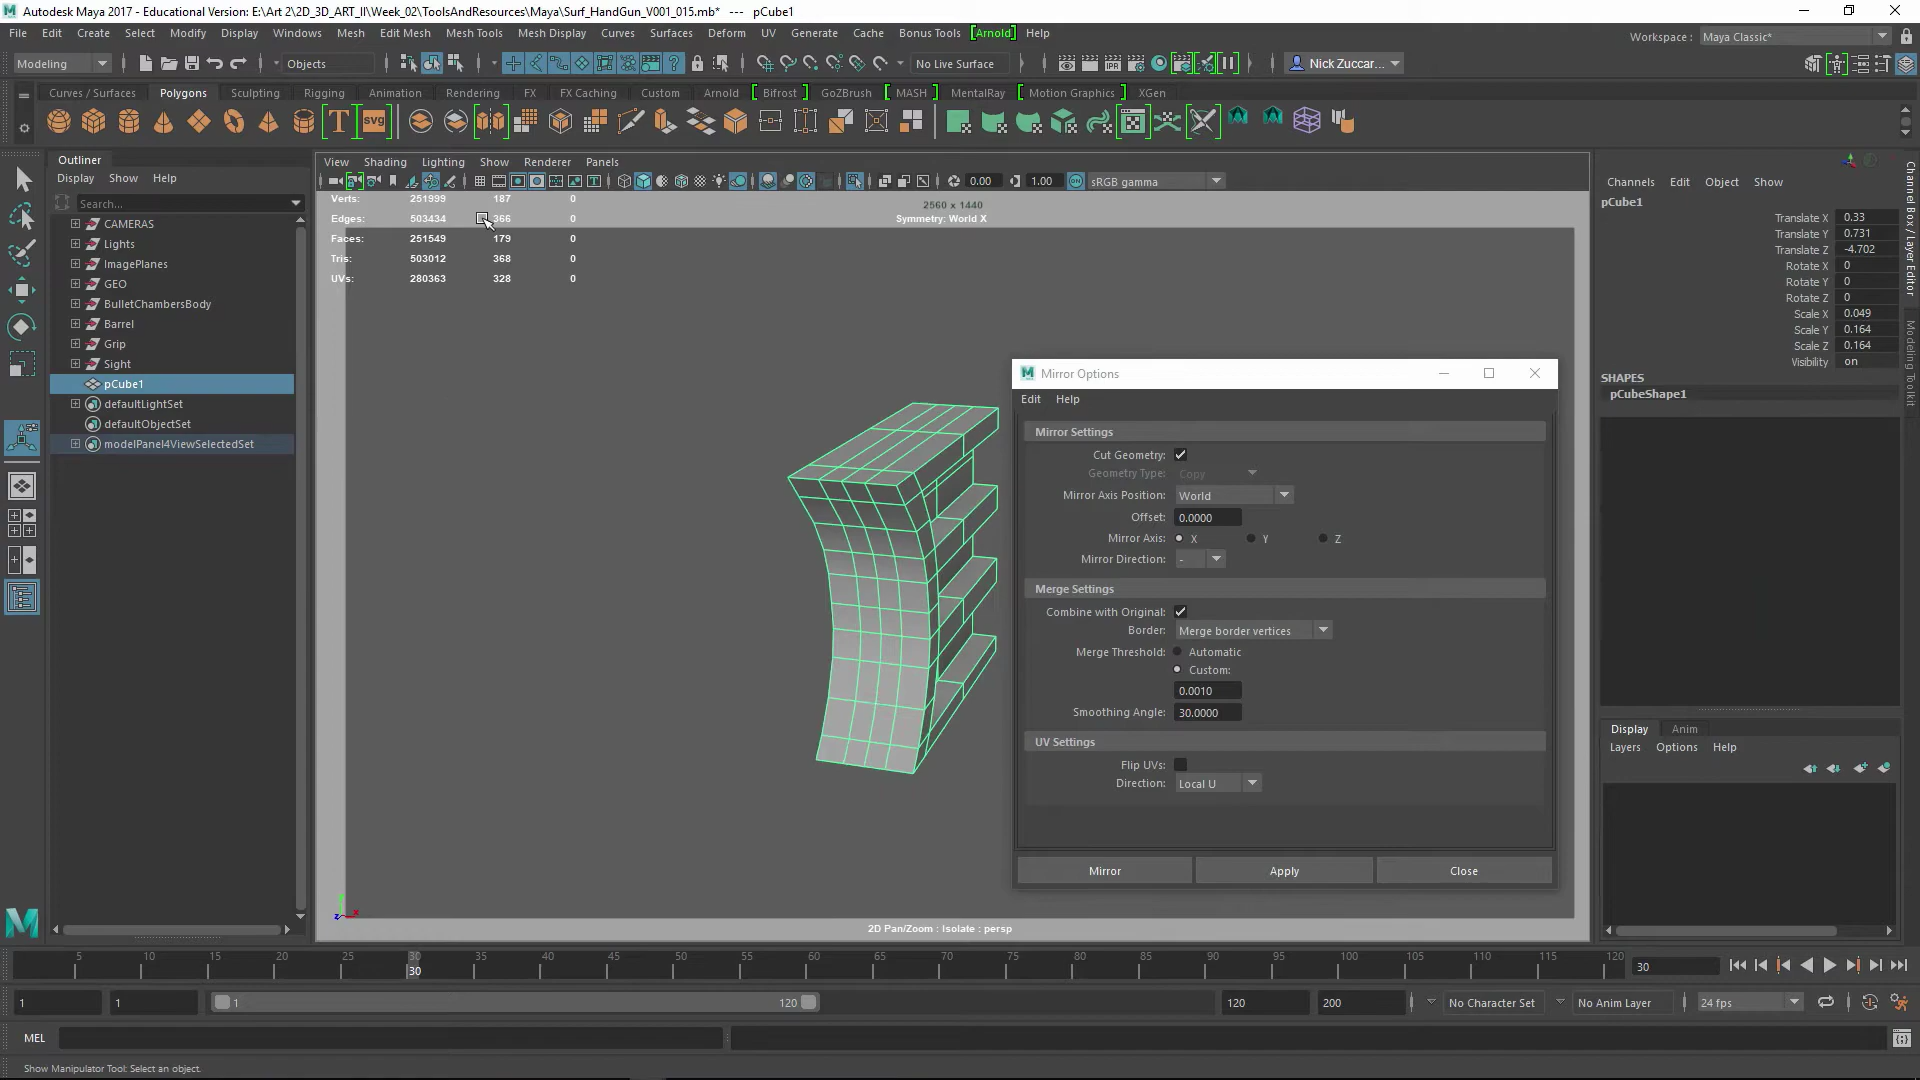 Autodesk Maya 2017 - Educational Version: E:\Art 2\2D_3D_ART_II\Week_02\ToolsAndResources\Maya\Surf_HandGun_V001_015.mb*  ---  pCube1
File Edit Create Select Modify Display Windows Mesh Edit Mesh Mesh Tools Mesh Display Curves Surfaces Deform UV Generate Cache Bonus Tools [Arnold] Help
Workspace : Maya Classic*
Modeling Objects No Live Surface Nick Zuccar...
Curves / Surfaces Polygons Sculpting Rigging Animation Rendering FX FX Caching Custom Arnold [ Bifrost ] GoZBrush [ MASH ] MentalRay [ Motion Graphics ] XGen
T svg
Outliner
Display Show Help
Search...
CAMERAS
Lights
ImagePlanes
GEO
BulletChambersBody
Barrel
Grip
Sight
pCube1
defaultLightSet
defaultObjectSet
modelPanel4ViewSelectedSet
View Shading Lighting Show Renderer Panels
0.00 1.00 sRGB gamma
Verts: 251999 187 0
Edges: 503434 366 0
Faces: 251549 179 0
Tris: 503012 368 0
UVs: 280363 328 0
2560 x 1440
Symmetry: World X
Mirror Options
Edit Help
Mirror Settings
Cut Geometry:
Geometry Type: Copy
Mirror Axis Position: World
Offset: 0.0000
Mirror Axis: X Y Z
Mirror Direction: -
Merge Settings
Combine with Original:
Border: Merge border vertices
Merge Threshold: Automatic
Custom:
0.0010
Smoothing Angle: 30.0000
UV Settings
Flip UVs:
Direction: Local U
Mirror Apply Close
2D Pan/Zoom : Isolate : persp
Channels Edit Object Show
pCube1
Translate X 0.33
Translate Y 0.731
Translate Z -4.702
Rotate X 0
Rotate Y 0
Rotate Z 0
Scale X 0.049
Scale Y 0.164
Scale Z 0.164
Visibility on
SHAPES
pCubeShape1
Channel Box / Layer Editor
Modeling Toolkit
Display Anim
Layers Options Help
5 10 15 20 25 30 35 40 45 50 55 60 65 70 75 80 85 90 95 100 105 110 115 120
30
30
1 1 1 120 120 200 No Character Set No Anim Layer 24 fps
MEL
Show Manipulator Tool: Select an object.